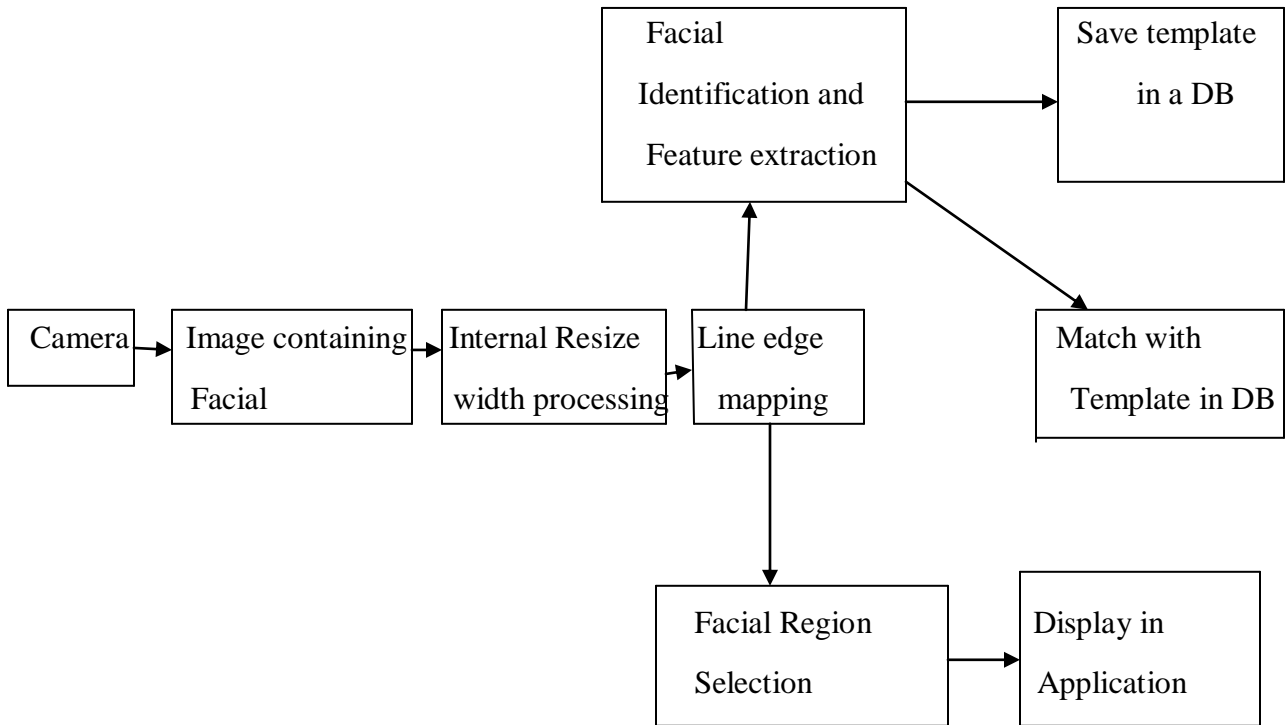 Facial
Identification and
Feature extraction
Save template
in a DB
Camera
Image containing
Facial
Internal Resize
width processing
Line edge
mapping
Match with
Template in DB
Facial Region
Selection
Display in
Application